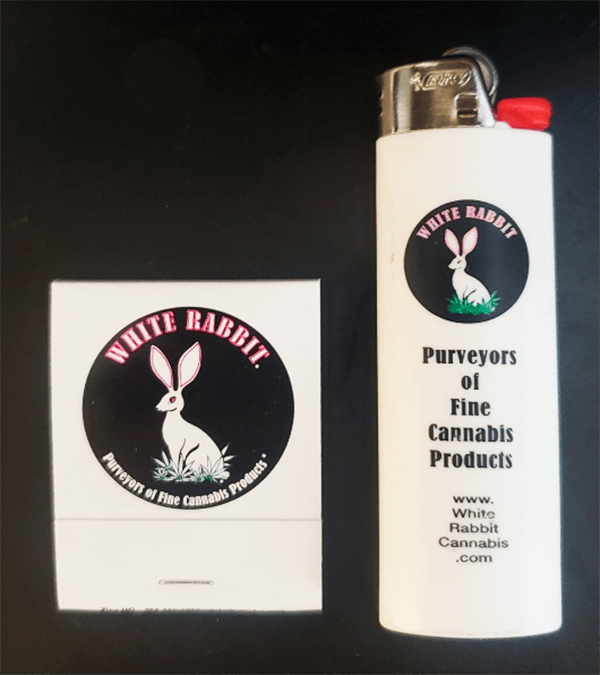 WHITE RABBIT.
Purveyors of Fine Cannabis Products
BIC
WHITE RABBIT
Purveyors
of
Fine
Cannabis
Products
www.
White
Rabbit
Cannabis
.com